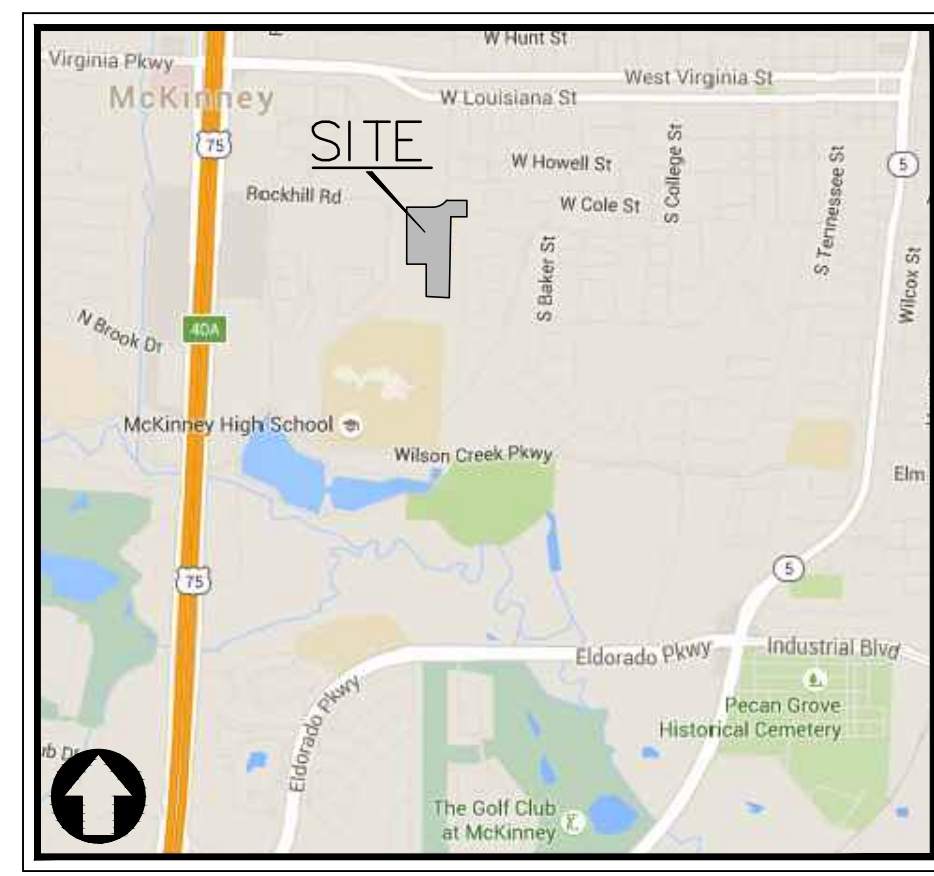 W Hunt St
Virginia Pkwy
West Virginia St
McKinney
W Louisiana St
75
SITE
W Howell St
S College St
5
Rockhill Rd
W Cole St
S Tennessee St
S Baker St
Wilcox St
N Brook Dr
40A
McKinney High School
Wilson Creek Pkwy
Elm
5
75
Eldorado Pkwy
Industrial Blvd
Eldorado Pkwy
Pecan Grove
Historical Cemetery
The Golf Club
at McKinney